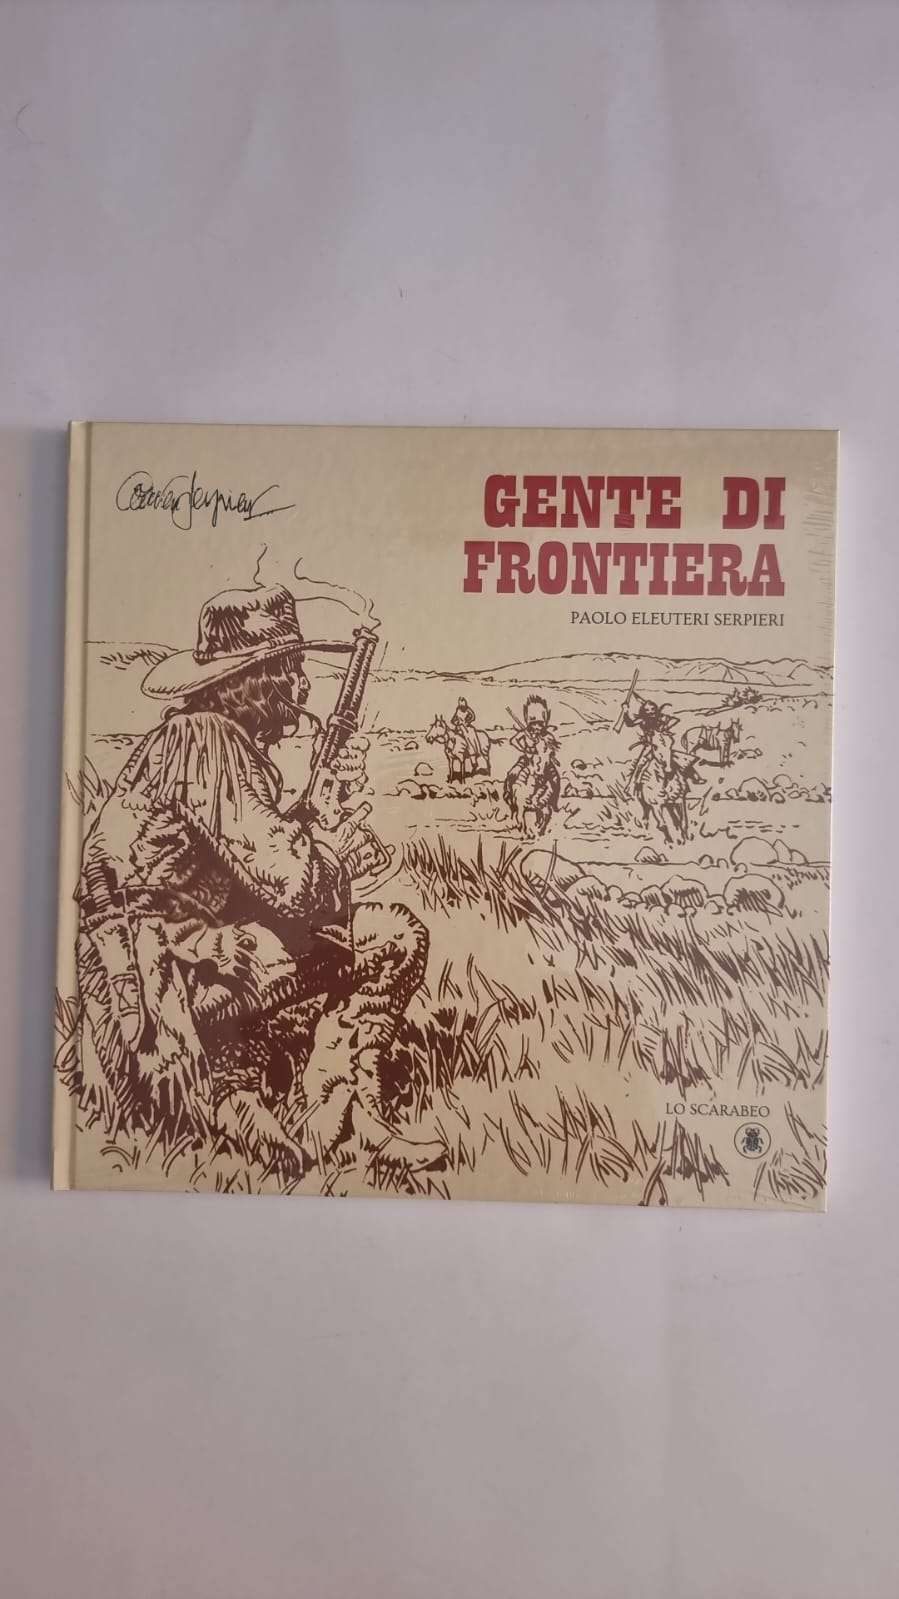 GENTE DI
FRONTIERA
PAOLO ELEUTERI SERPIERI
LO SCARABEO